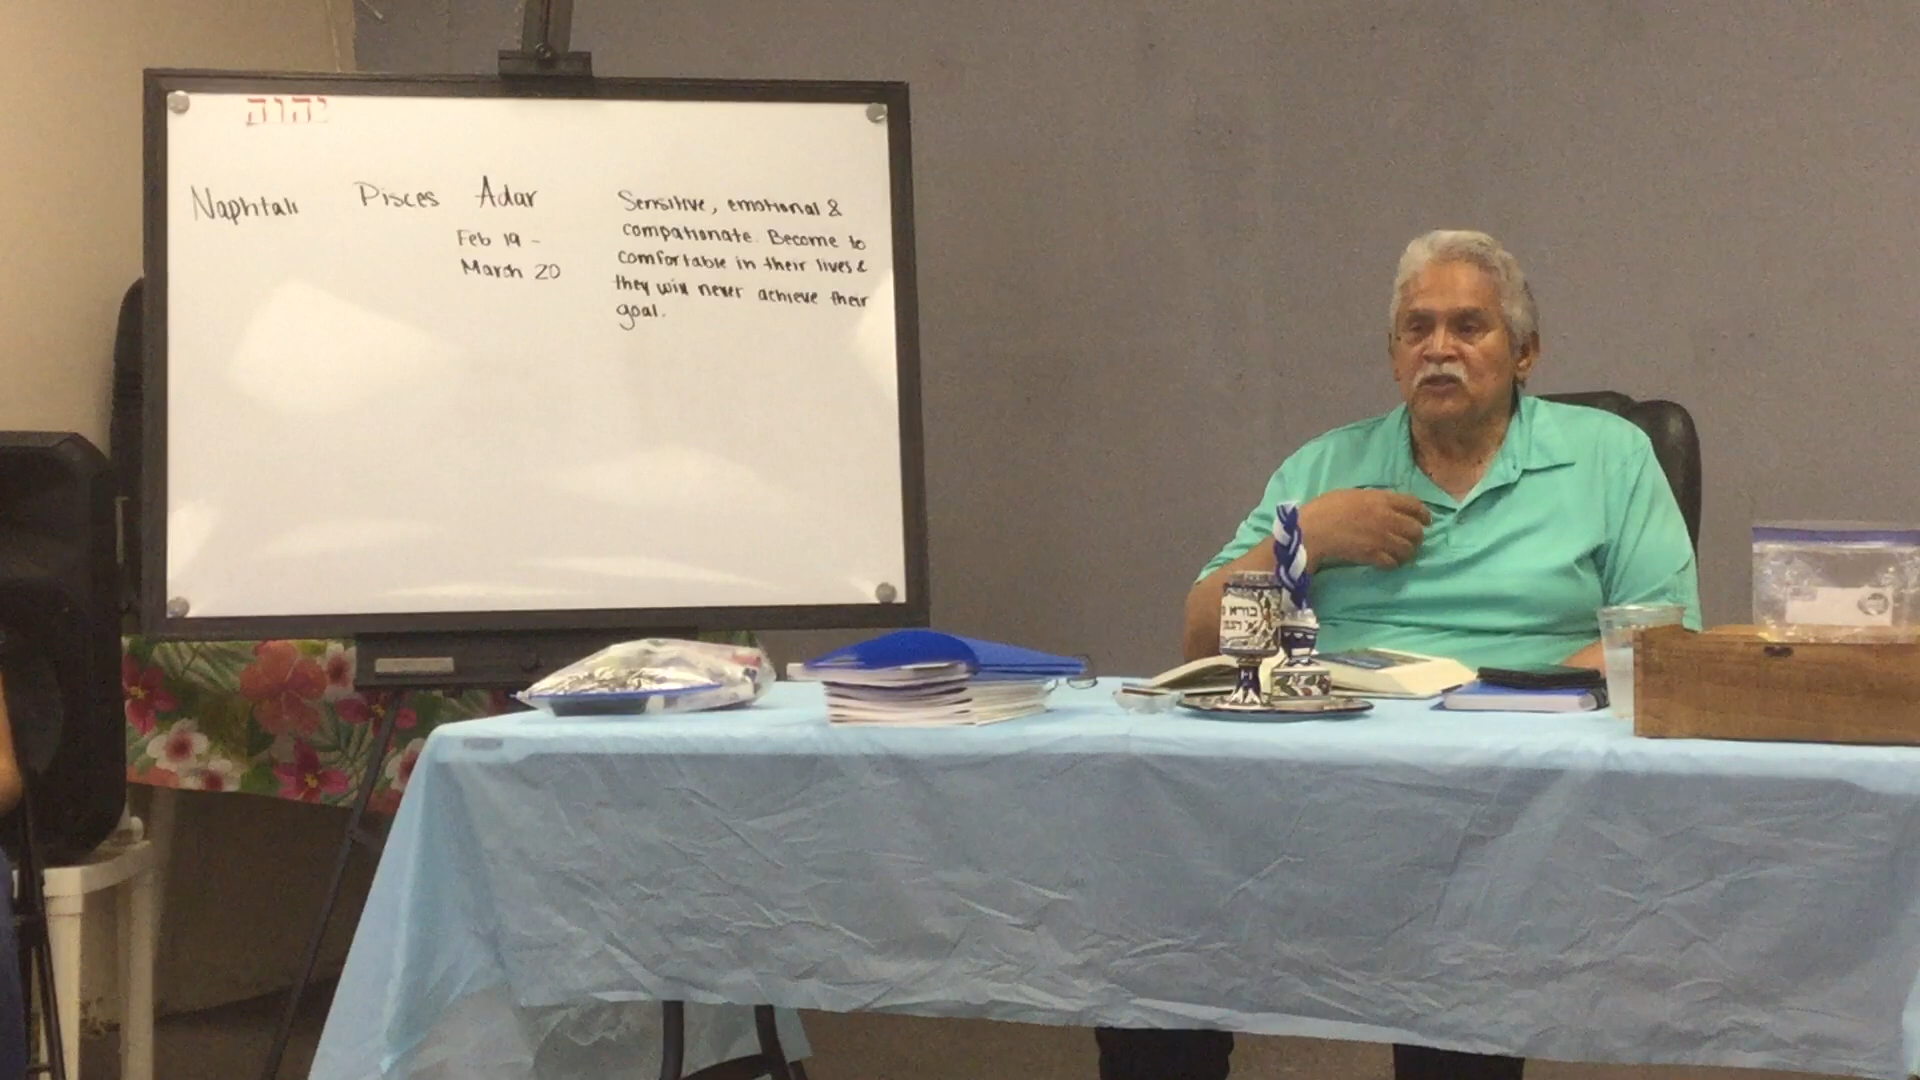 יהוה
Naphtali Pisces Adar
Feb 19 -
March 20
Sensitive, emotional &
compationate. Become to
comfortable in their lives &
they will never achieve their
goal.
בורא